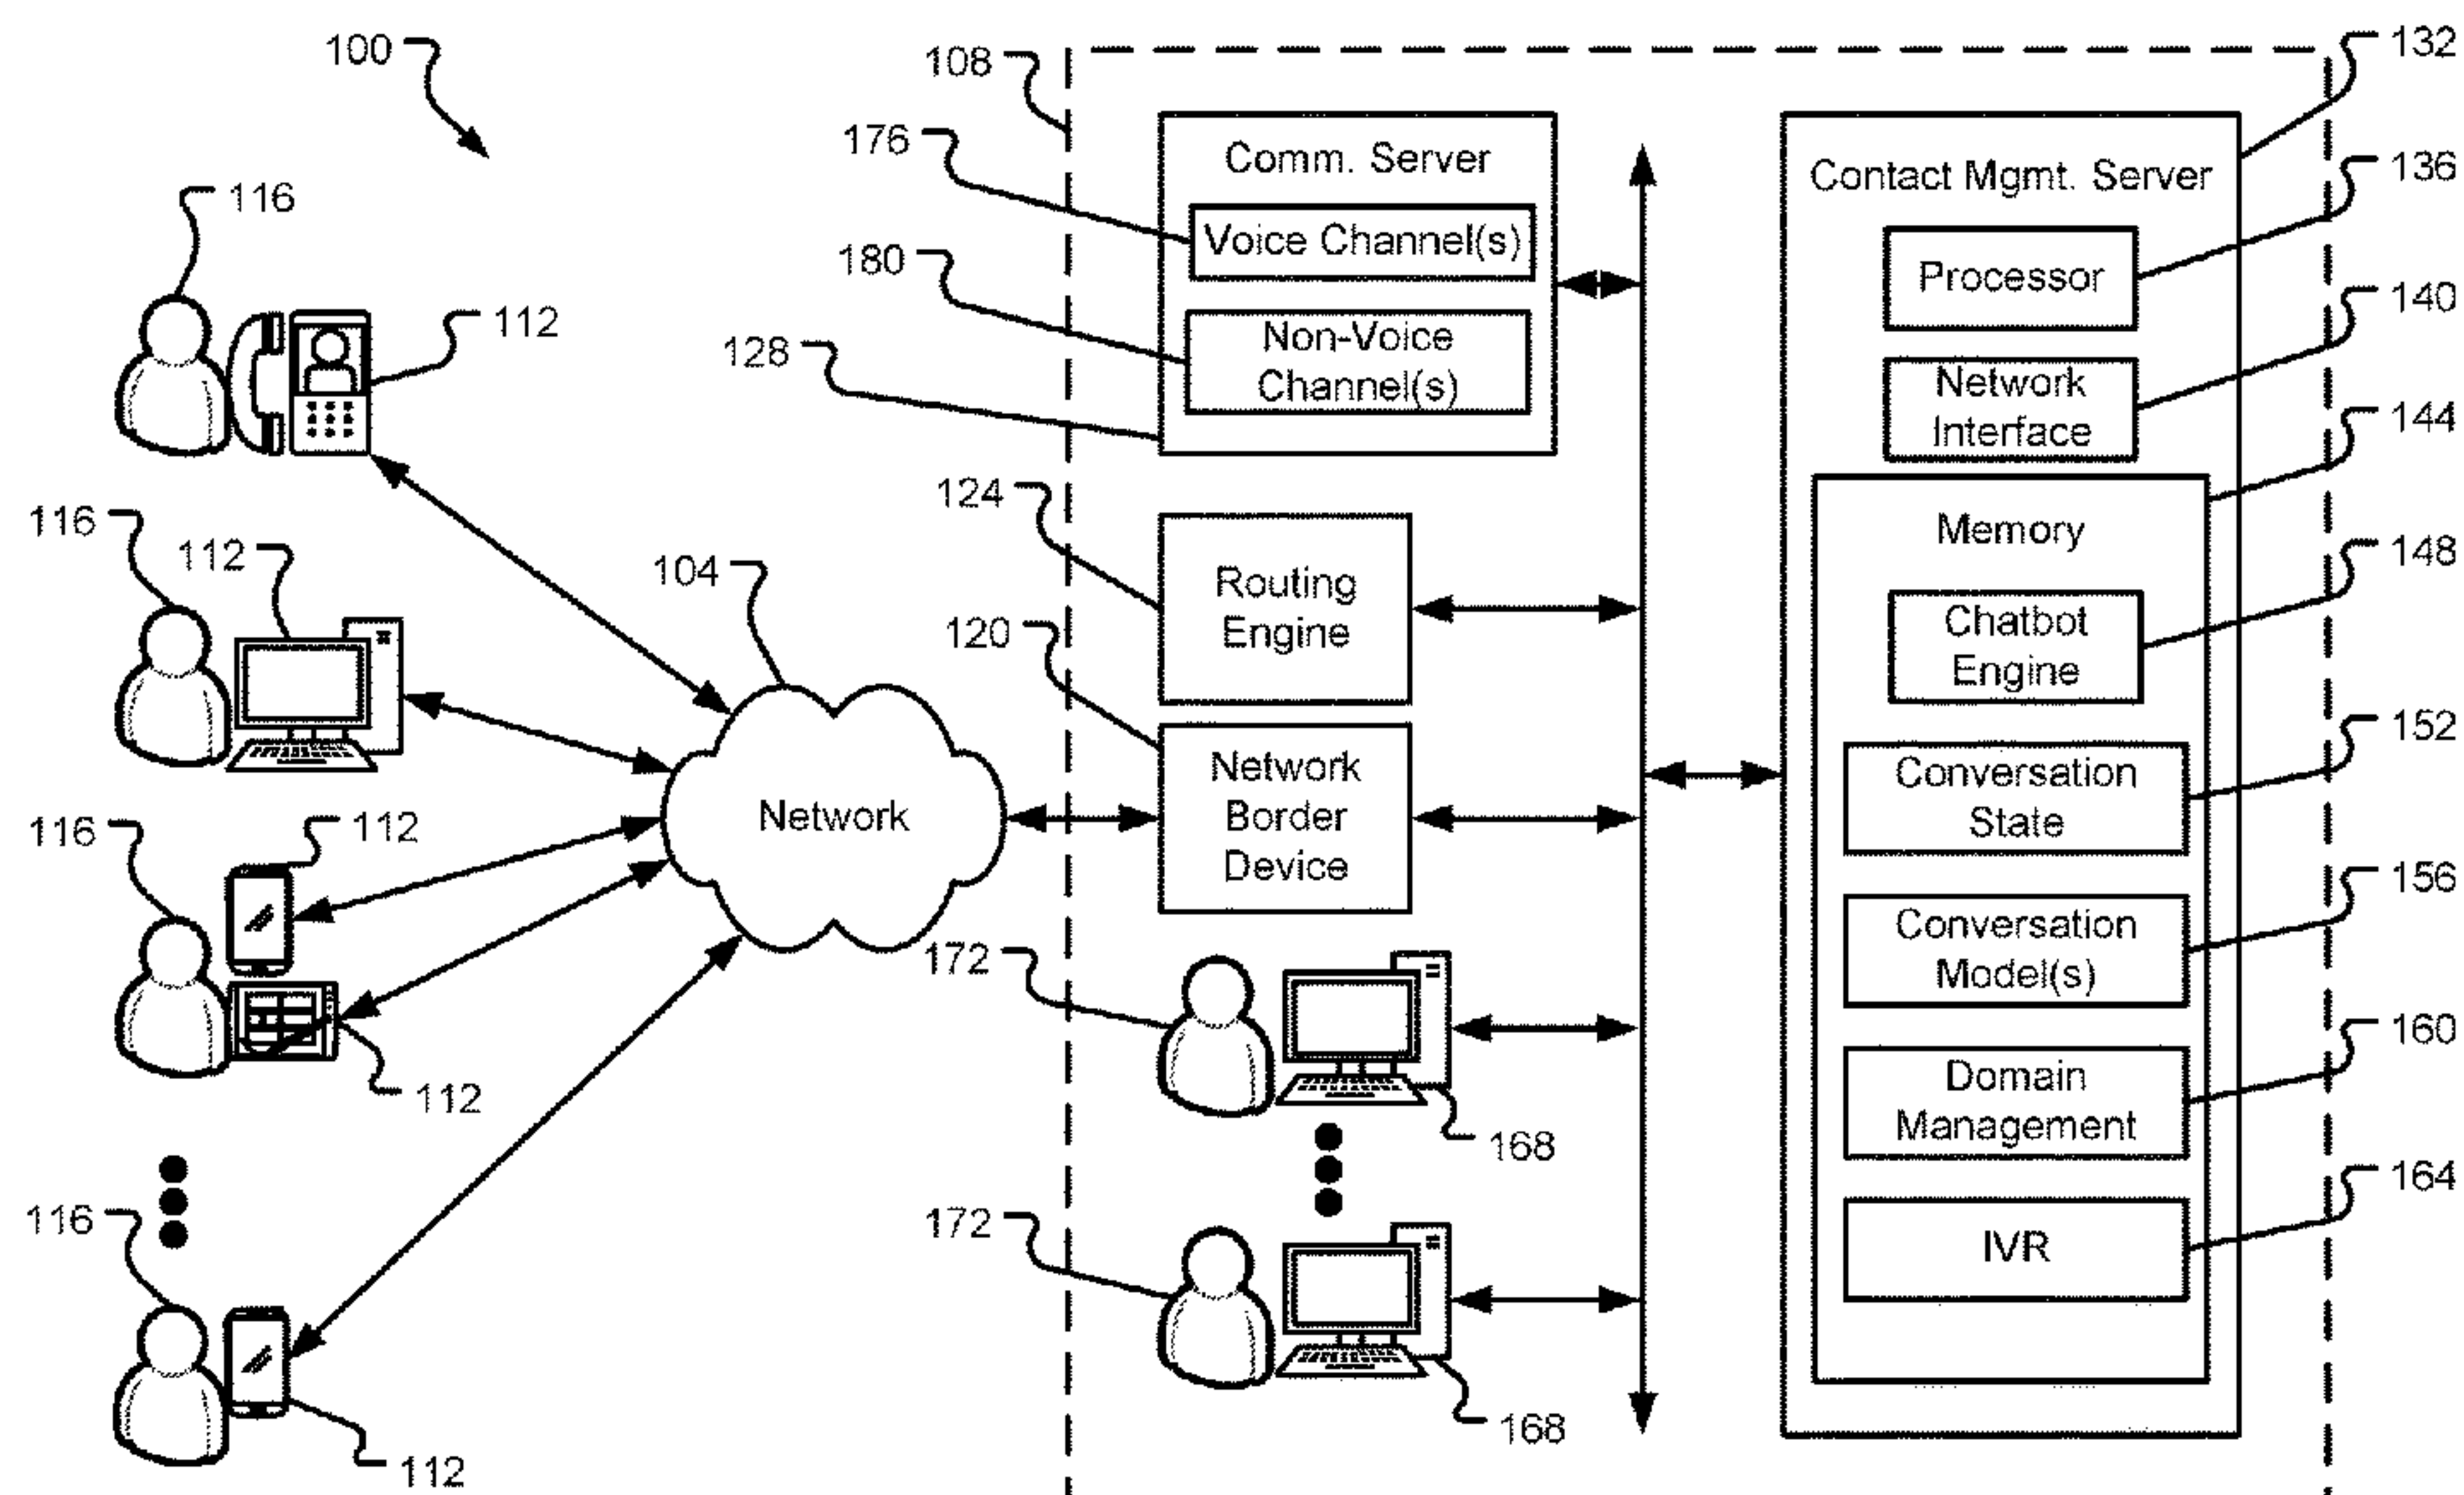 100
108
132
176
Comm. Server
136
116
Contact Mgmt. Server
Voice Channel(s)
180
Processor
140
112
Non-Voice
Channel(s)
128
Network
Interface
144
124
116
112
Memory
104
Routing
Engine
148
120
Chatbot
Engine
152
Network
Border
Device
Conversation
State
Network
116
112
156
Conversation
Model(s)
172
160
112
Domain
Management
168
164
116
172
IVR
168
112